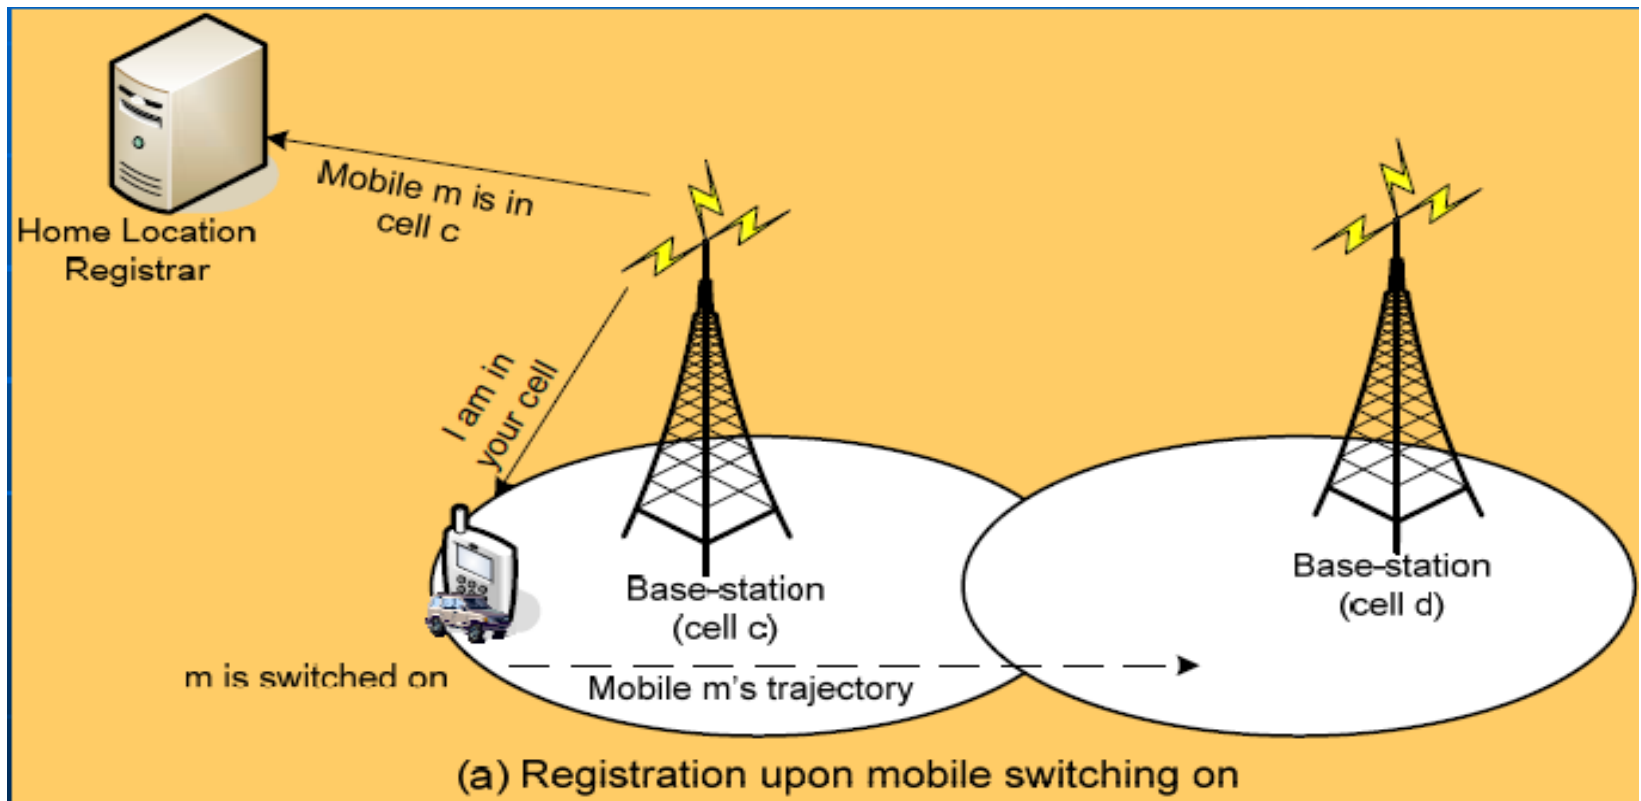 Mobile m is in
cell c
Home Location
Registrar
I am in
your cell
Base-station
(cell c)
Base-station
(cell d)
m is switched on
Mobile m's trajectory
(a) Registration upon mobile switching on